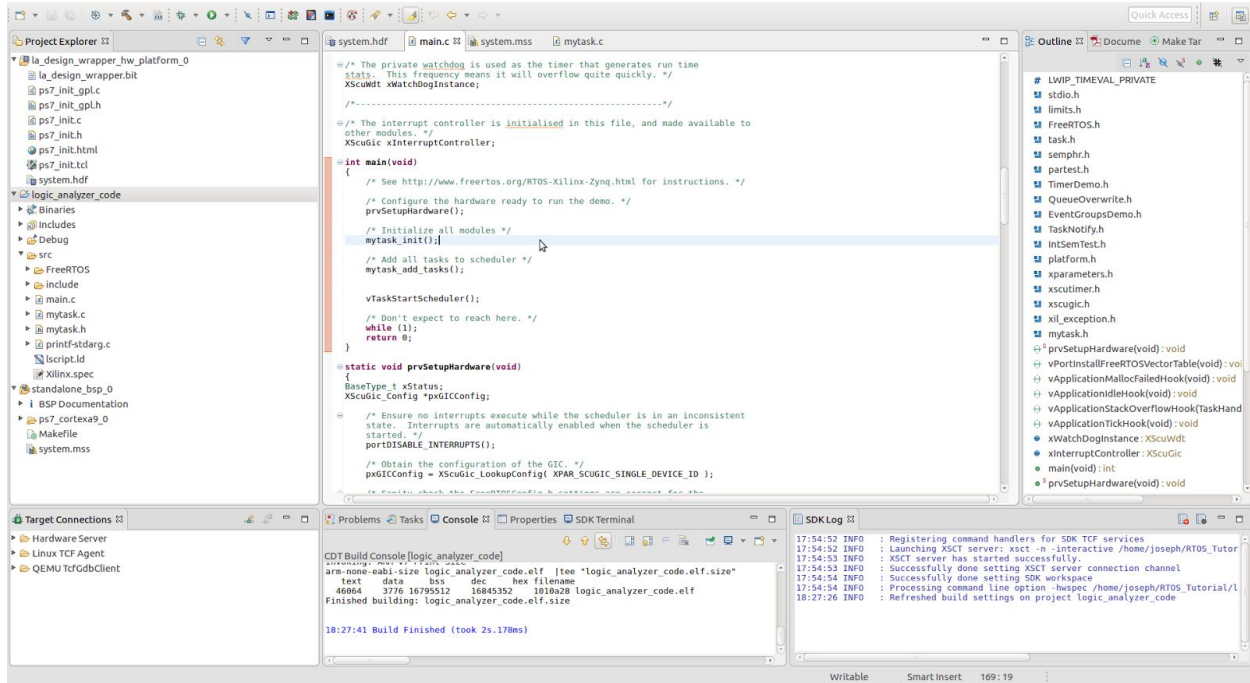 Quick Access
Project Explorer
la_design_wrapper_hw_platform_0
la_design_wrapper.bit
ps7_init_gpl.c
ps7_init_gpl.h
ps7_init.c
ps7_init.h
ps7_init.html
ps7_init.tcl
system.hdf
logic_analyzer_code
Binaries
Includes
Debug
src
FreeRTOS
include
main.c
mytask.c
mytask.h
printf-stdarg.c
lscript.ld
Xilinx.spec
standalone_bsp_0
BSP Documentation
ps7_cortexa9_0
Makefile
system.mss
system.hdf main.c system.mss mytask.c
/* The private watchdog is used as the timer that generates run time
stats. This frequency means it will overflow quite quickly. */
XScuWdt xWatchDogInstance;
/*-----------------------------------------------------------*/
/* The interrupt controller is initialised in this file, and made available to
other modules. */
XScuGic xInterruptController;
int main(void)
{
/* See http://www.freertos.org/RTOS-Xilinx-Zynq.html for instructions. */
/* Configure the hardware ready to run the demo. */
prvSetupHardware();
/* Initialize all modules */
mytask_init();
/* Add all tasks to scheduler */
mytask_add_tasks();
vTaskStartScheduler();
/* Don't expect to reach here. */
while (1);
return 0;
}
static void prvSetupHardware(void)
{
BaseType_t xStatus;
XScuGic_Config *pxGICConfig;
/* Ensure no interrupts execute while the scheduler is in an inconsistent
state. Interrupts are automatically enabled when the scheduler is
started. */
portDISABLE_INTERRUPTS();
/* Obtain the configuration of the GIC. */
pxGICConfig = XScuGic_LookupConfig( XPAR_SCUGIC_SINGLE_DEVICE_ID );
/* Sanity check the FreeRTOSConfig.h settings are correct for the
Outline Docume Make Tar
LWIP_TIMEVAL_PRIVATE
stdio.h
limits.h
FreeRTOS.h
task.h
semphr.h
partest.h
TimerDemo.h
QueueOverwrite.h
EventGroupsDemo.h
TaskNotify.h
IntSemTest.h
platform.h
xparameters.h
xscutimer.h
xscugic.h
xil_exception.h
mytask.h
prvSetupHardware(void) : void
vPortInstallFreeRTOSVectorTable(void) : voi
vApplicationMallocFailedHook(void) : void
vApplicationIdleHook(void) : void
vApplicationStackOverflowHook(TaskHand
vApplicationTickHook(void) : void
xWatchDogInstance : XScuWdt
xInterruptController : XScuGic
main(void) : int
prvSetupHardware(void) : void
Target Connections
Hardware Server
Linux TCF Agent
QEMU TcfGdbClient
Problems Tasks Console Properties SDK Terminal
CDT Build Console [logic_analyzer_code]
arm-none-eabi-size logic_analyzer_code.elf |tee "logic_analyzer_code.elf.size"
text data bss dec hex filename
46064 3776 16795512 16845352 1010a28 logic_analyzer_code.elf
Finished building: logic_analyzer_code.elf.size
18:27:41 Build Finished (took 2s.178ms)
SDK Log
17:54:52 INFO : Registering command handlers for SDK TCF services
17:54:52 INFO : Launching XSCT server: xsct -n -interactive /home/joseph/RTOS_Tutor
17:54:53 INFO : XSCT server has started successfully.
17:54:53 INFO : Successfully done setting XSCT server connection channel
17:54:54 INFO : Successfully done setting SDK workspace
17:54:54 INFO : Processing command line option -hwspec /home/joseph/RTOS_Tutorial/l
18:27:26 INFO : Refreshed build settings on project logic_analyzer_code
Writable Smart Insert 169 : 19